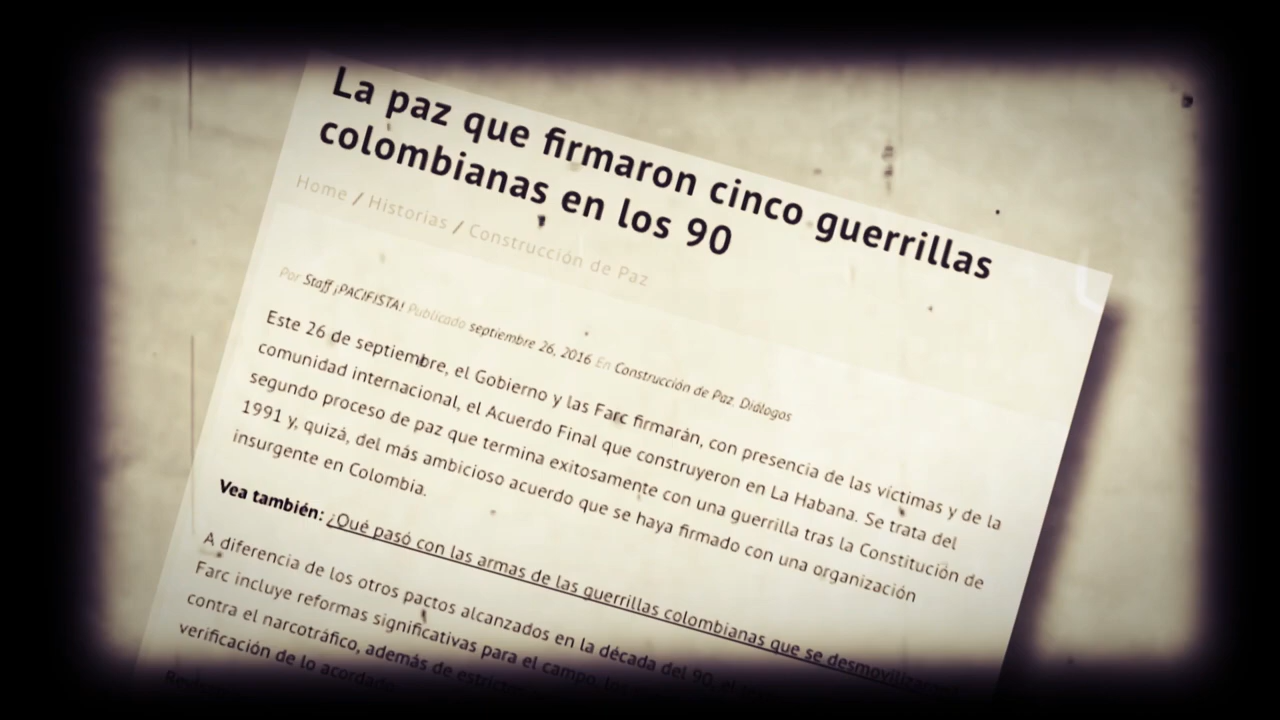 La paz que firmaron cinco guerrillas
colombianas en los 90
Home / Historias / Construcción de Paz
Por Staff ¡PACIFISTA! Publicado septiembre 26, 2016 En Construcción de Paz, Diálogos
Este 26 de septiembre, el Gobierno y las Farc firmarán, con presencia de las víctimas y de la
comunidad internacional, el Acuerdo Final que construyeron en La Habana. Se trata del
segundo proceso de paz que termina exitosamente con una guerrilla tras la Constitución de
1991 y, quizá, del más ambicioso acuerdo que se haya firmado con una organización
insurgente en Colombia.
Vea también: ¿Qué pasó con las armas de las guerrillas colombianas que se desmovilizaron?
A diferencia de los otros pactos alcanzados en la década del 90, el
Farc incluye reformas significativas para el campo, los
contra el narcotráfico, además de
verificación de lo acordado